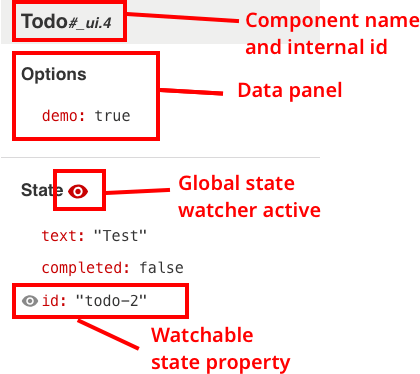 Todo#_ui.4
Component name
and internal id
Options
Data panel
demo: true
State
Global state
watcher active
text: "Test"
completed: false
id: "todo-2"
Watchable
state property